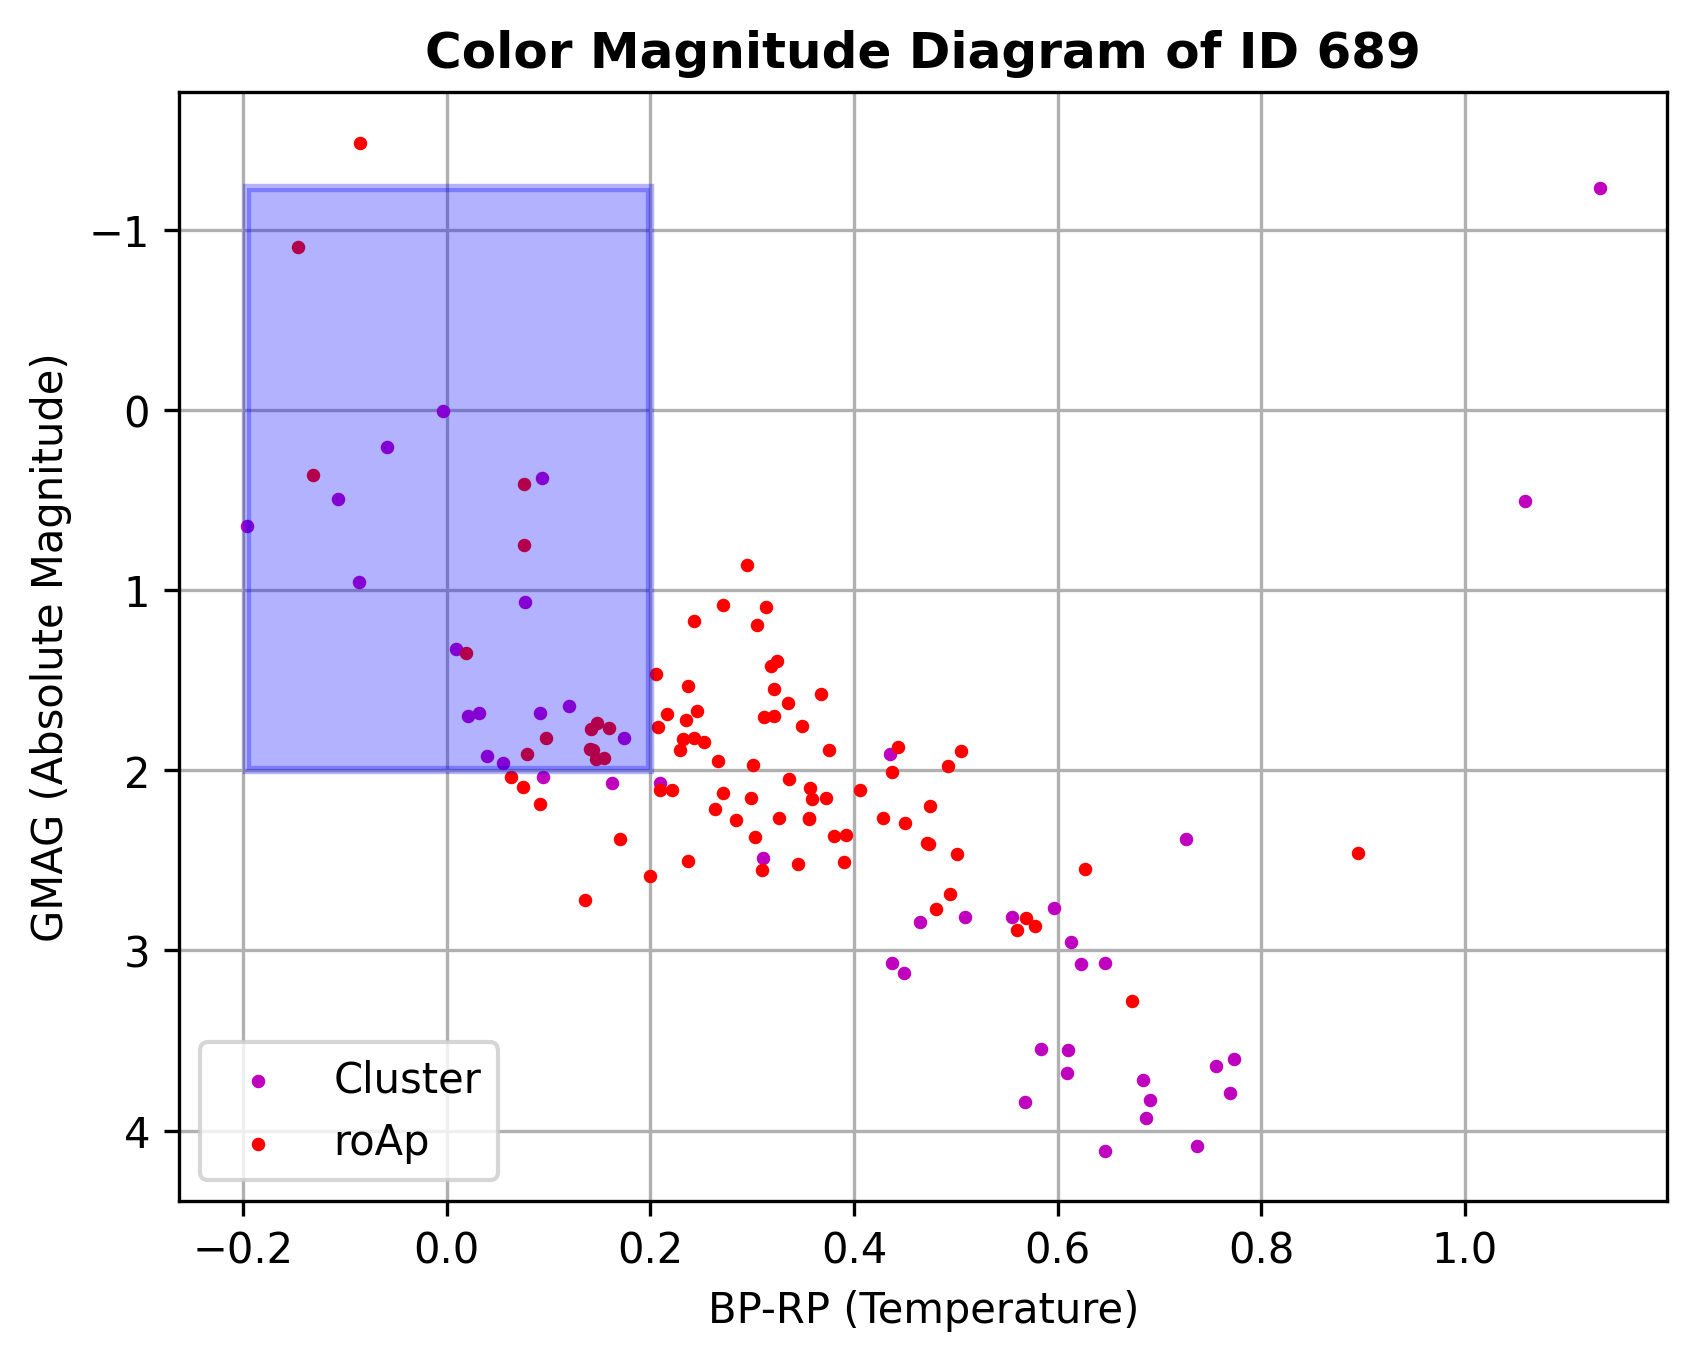 Color Magnitude Diagram of ID 689
GMAG (Absolute Magnitude)
−1
0
1
2
3
4
Cluster
roAp
−0.2 0.0 0.2 0.4 0.6 0.8 1.0
BP-RP (Temperature)